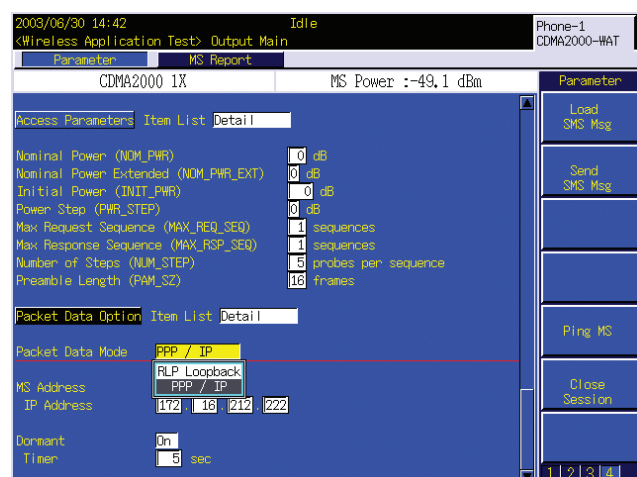 2003/06/30 14:42 Idle
<Wireless Application Test> Output Main
Phone-1
CDMA2000-WAT
Parameter MS Report
CDMA2000 1X MS Power :-49.1 dBm
Parameter
Access Parameters Item List Detail
Load
SMS Msg
Nominal Power (NOM_PWR) 0 dB
Nominal Power Extended (NOM_PWR_EXT) 0 dB
Initial Power (INIT_PWR) 0 dB
Power Step (PWR_STEP) 0 dB
Max Request Sequence (MAX_REQ_SEQ) 1 sequences
Max Response Sequence (MAX_RSP_SEQ) 1 sequences
Number of Steps (NUM_STEP) 5 probes per sequence
Preamble Length (PAM_SZ) 16 frames
Send
SMS Msg
Packet Data Option Item List Detail
Packet Data Mode PPP / IP
RLP Loopback
PPP / IP
Ping MS
MS Address
IP Address 172 . 16 . 212 . 222
Close
Session
Dormant On
Timer 5 sec
1 2 3 4